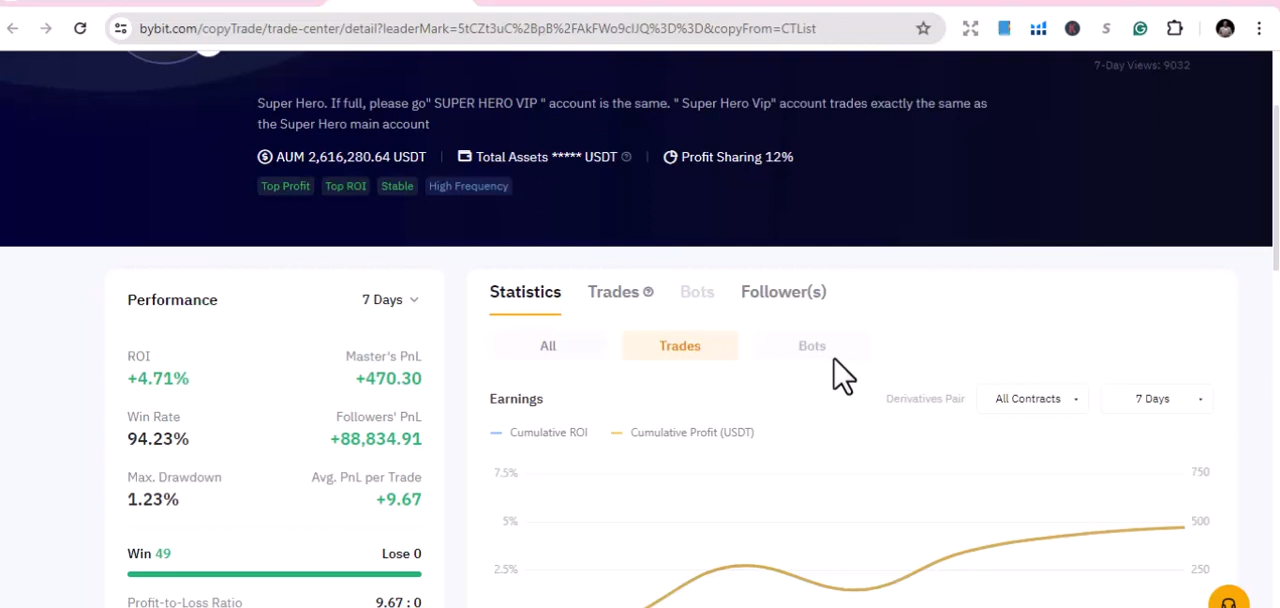 bybit.com/copyTrade/trade-center/detail?leaderMark=5tCZt3uC%2BpB%2FAkFWo9cIJQ%3D%3D&copyFrom=CTList
7-Day Views: 9032
Super Hero. If full, please go" SUPER HERO VIP " account is the same. " Super Hero Vip" account trades exactly the same as
the Super Hero main account
AUM 2,616,280.64 USDT | Total Assets ***** USDT | Profit Sharing 12%
Top Profit Top ROI Stable High Frequency
Performance 7 Days
ROI Master's PnL
+4.71% +470.30
Win Rate Followers' PnL
94.23% +88,834.91
Max. Drawdown Avg. PnL per Trade
1.23% +9.67
Win 49 Lose 0
Profit-to-Loss Ratio 9.67 : 0
Statistics Trades Bots Follower(s)
All Trades Bots
Earnings Derivatives Pair All Contracts 7 Days
Cumulative ROI Cumulative Profit (USDT)
7.5% 750
5% 500
2.5% 250